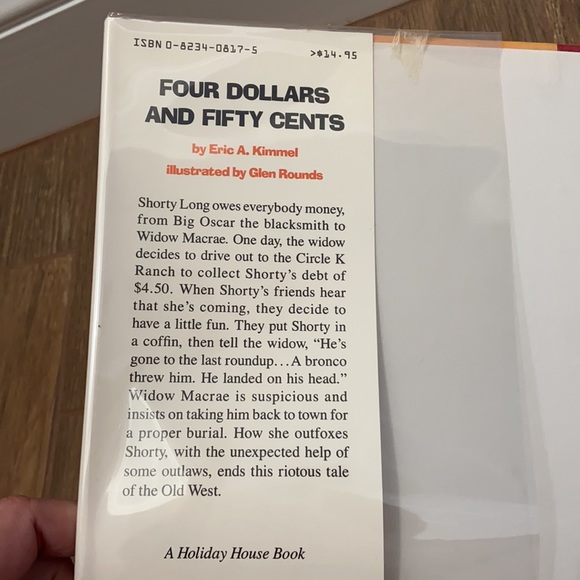 ISBN 0-8234-0817-5 >$14.95
FOUR DOLLARS
AND FIFTY CENTS
by Eric A. Kimmel
illustrated by Glen Rounds
Shorty Long owes everybody money,
from Big Oscar the blacksmith to
Widow Macrae. One day, the widow
decides to drive out to the Circle K
Ranch to collect Shorty's debt of
$4.50. When Shorty's friends hear
that she's coming, they decide to
have a little fun. They put Shorty in
a coffin, then tell the widow, “He's
gone to the last roundup...A bronco
threw him. He landed on his head.”
Widow Macrae is suspicious and
insists on taking him back to town for
a proper burial. How she outfoxes
Shorty, with the unexpected help of
some outlaws, ends this riotous tale
of the Old West.
A Holiday House Book